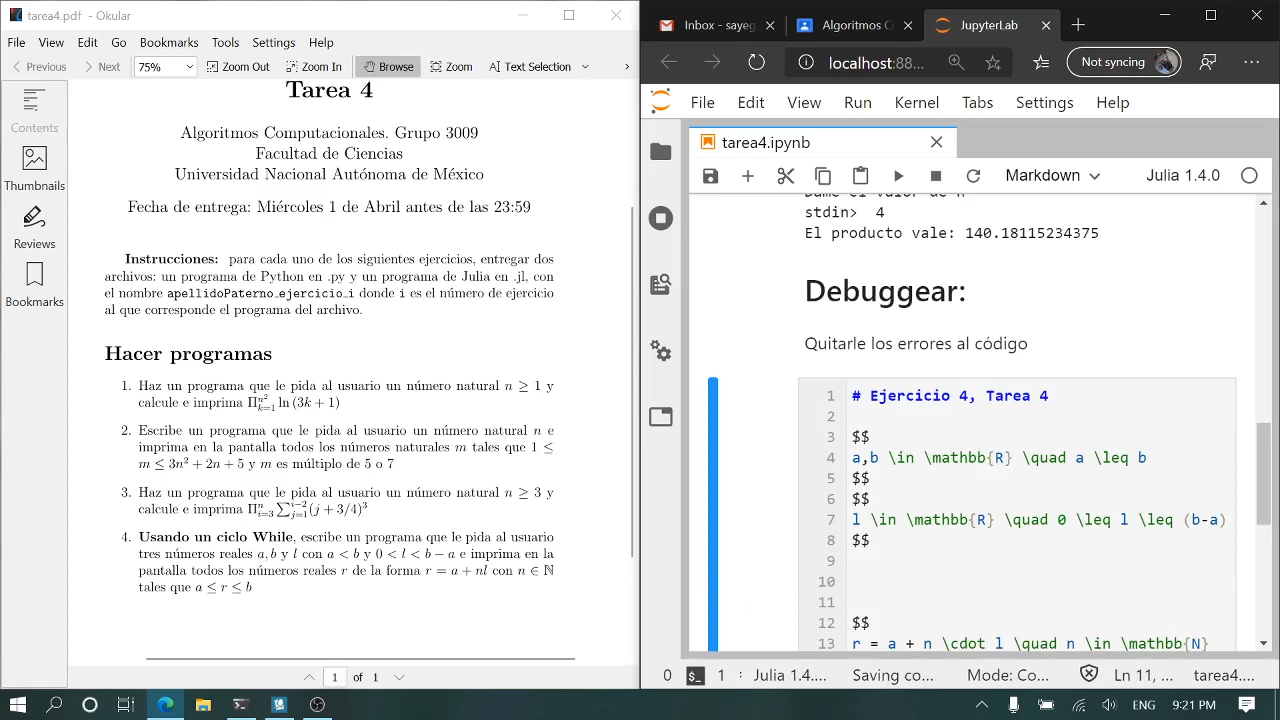 tarea4.pdf - Okular
File View Edit Go Bookmarks Tools Settings Help
Previous Next 75% Zoom Out Zoom In Browse Zoom Text Selection
Contents
Thumbnails
Reviews
Bookmarks
Tarea 4
Algoritmos Computacionales. Grupo 3009
Facultad de Ciencias
Universidad Nacional Autónoma de México
Fecha de entrega: Miércoles 1 de Abril antes de las 23:59
Instrucciones: para cada uno de los siguientes ejercicios, entregar dos
archivos: un programa de Python en .py y un programa de Julia en .jl, con
el nombre apellidoPaterno_ejercicio_i donde i es el número de ejercicio
al que corresponde el programa del archivo.
Hacer programas
1. Haz un programa que le pida al usuario un número natural n ≥ 1 y
calcule e imprima Π_{k=1}^{n^2} ln (3k + 1)
2. Escribe un programa que le pida al usuario un número natural n e
imprima en la pantalla todos los números naturales m tales que 1 ≤
m ≤ 3n² + 2n + 5 y m es múltiplo de 5 o 7
3. Haz un programa que le pida al usuario un número natural n ≥ 3 y
calcule e imprima Π_{i=3}^{n} ∑_{j=1}^{i−2} (j + 3/4)³
4. Usando un ciclo While, escribe un programa que le pida al usuario
tres números reales a, b y l con a < b y 0 < l < b − a e imprima en la
pantalla todos los números reales r de la forma r = a + nl con n ∈ ℕ
tales que a ≤ r ≤ b
1 of 1
Inbox - sayeg
Algoritmos C
JupyterLab
localhost:88...
Not syncing
File Edit View Run Kernel Tabs Settings Help
tarea4.ipynb
Markdown
Julia 1.4.0
Dame el valor de n
stdin> 4
El producto vale: 140.18115234375
Debuggear:
Quitarle los errores al código
1 # Ejercicio 4, Tarea 4
2
3 $$
4 a,b \in \mathbb{R} \quad a \leq b
5 $$
6 $$
7 l \in \mathbb{R} \quad 0 \leq l \leq (b-a)
8 $$
9
10
11
12 $$
13 r = a + n \cdot l \quad n \in \mathbb{N}
0 $_ 1 Julia 1.4.... Saving co... Mode: Co... Ln 11, ... tarea4....
ENG 9:21 PM